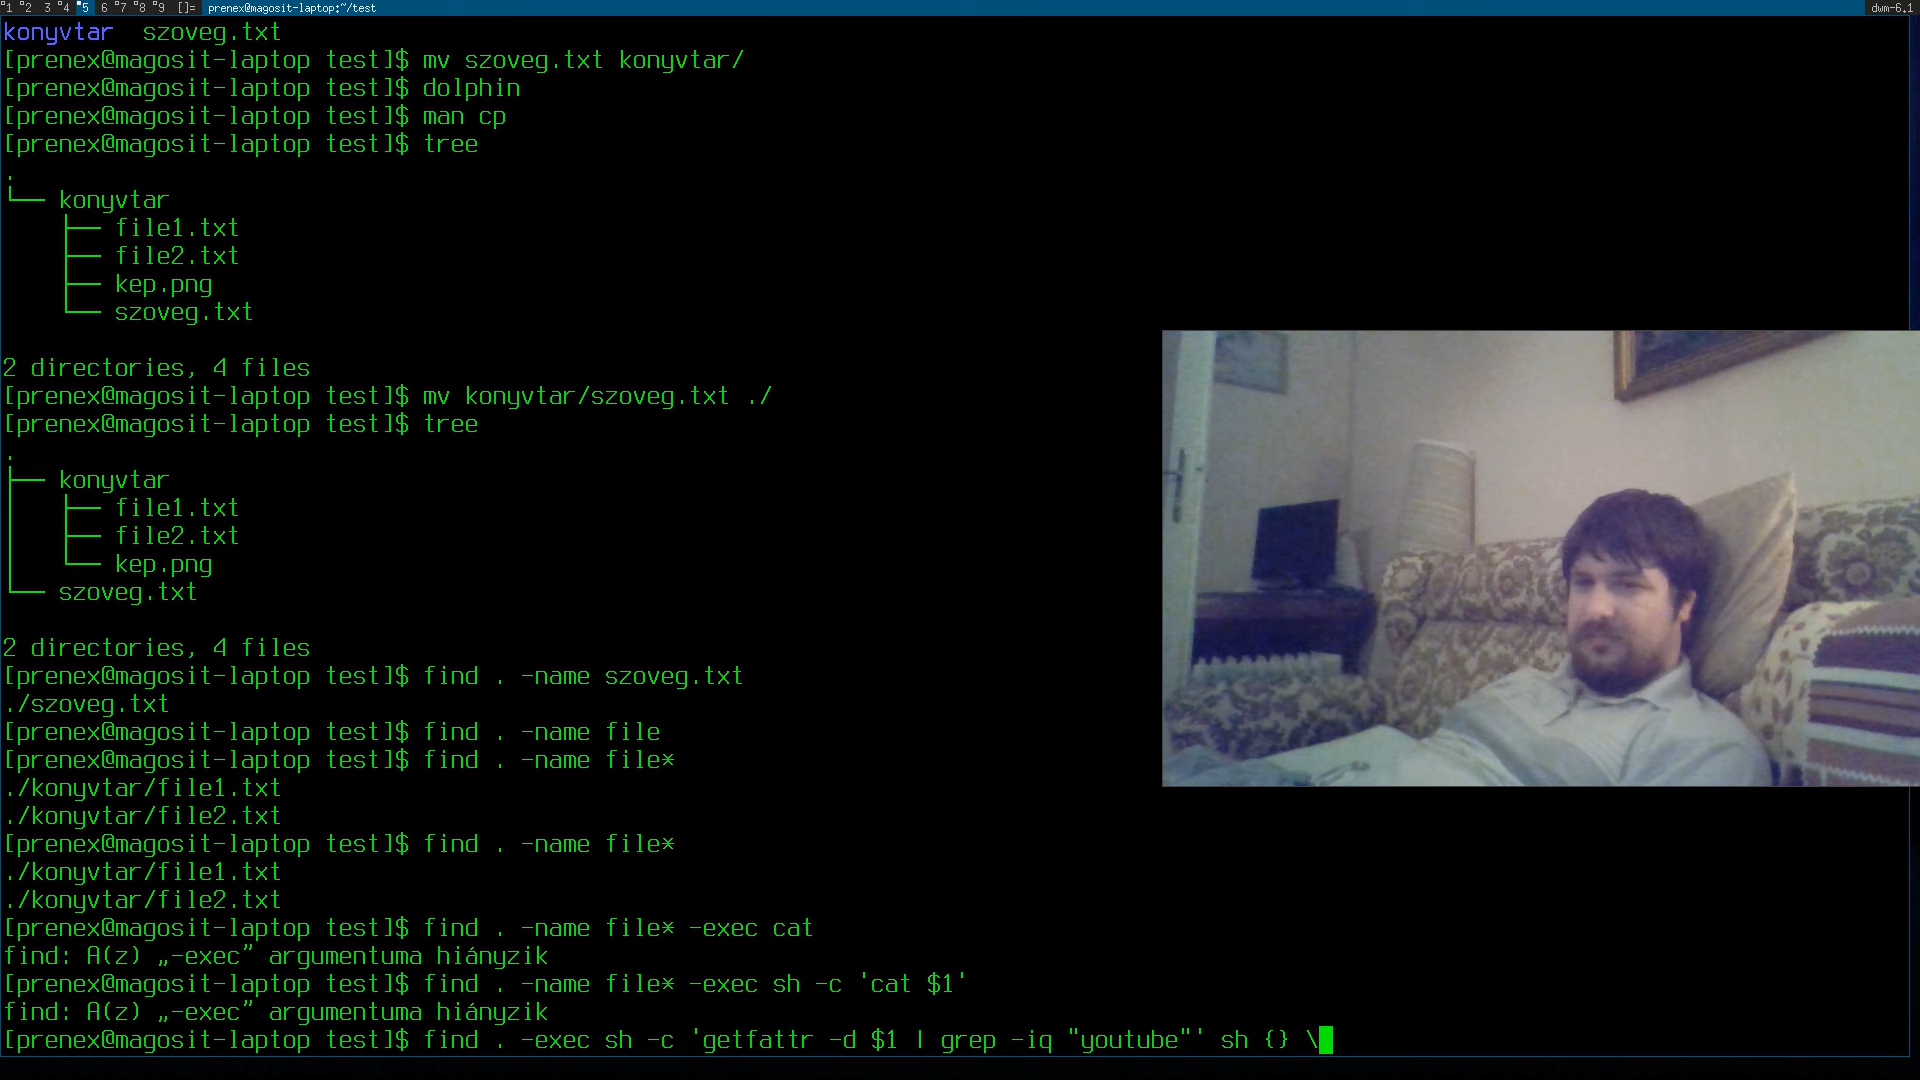 1 2 3 4 5 6 7 8 9 []= prenex@magosit-laptop:~/test dwm-6.1
konyvtar  szoveg.txt
[prenex@magosit-laptop test]$ mv szoveg.txt konyvtar/
[prenex@magosit-laptop test]$ dolphin
[prenex@magosit-laptop test]$ man cp
[prenex@magosit-laptop test]$ tree
.
└── konyvtar
    ├── file1.txt
    ├── file2.txt
    ├── kep.png
    └── szoveg.txt
2 directories, 4 files
[prenex@magosit-laptop test]$ mv konyvtar/szoveg.txt ./
[prenex@magosit-laptop test]$ tree
.
├── konyvtar
│   ├── file1.txt
│   ├── file2.txt
│   └── kep.png
└── szoveg.txt
2 directories, 4 files
[prenex@magosit-laptop test]$ find . -name szoveg.txt
./szoveg.txt
[prenex@magosit-laptop test]$ find . -name file
[prenex@magosit-laptop test]$ find . -name file*
./konyvtar/file1.txt
./konyvtar/file2.txt
[prenex@magosit-laptop test]$ find . -name file*
./konyvtar/file1.txt
./konyvtar/file2.txt
[prenex@magosit-laptop test]$ find . -name file* -exec cat
find: A(z) „-exec” argumentuma hiányzik
[prenex@magosit-laptop test]$ find . -name file* -exec sh -c 'cat $1'
find: A(z) „-exec” argumentuma hiányzik
[prenex@magosit-laptop test]$ find . -exec sh -c 'getfattr -d $1 | grep -iq "youtube"' sh {} \